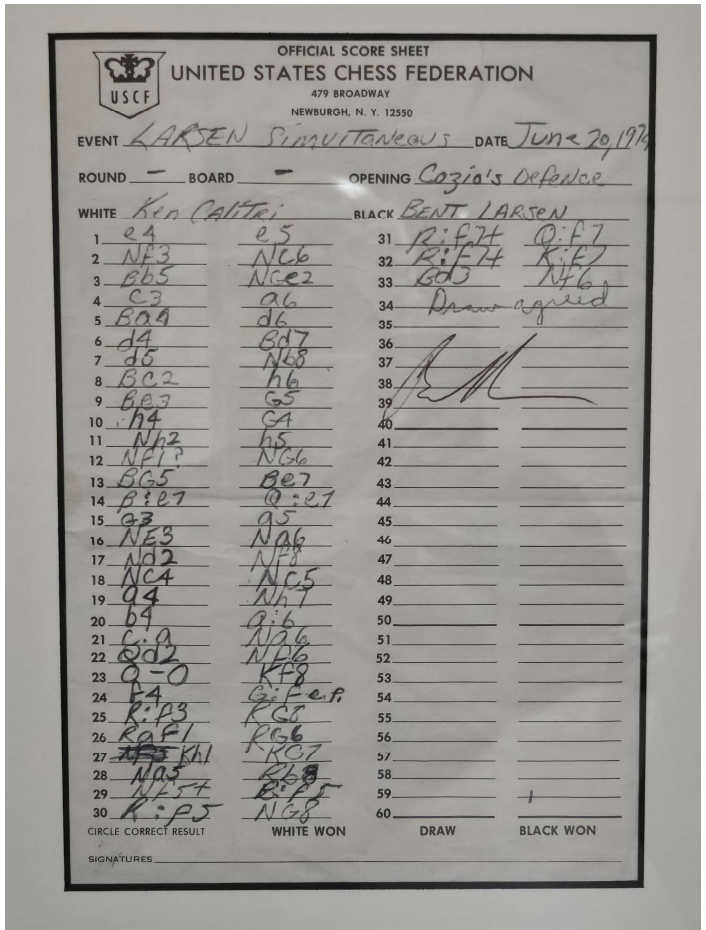 OFFICIAL SCORE SHEET
UNITED STATES CHESS FEDERATION
USCF
479 BROADWAY
NEWBURGH, N. Y. 12550
EVENT LARSEN Simultaneous DATE June 20, 1974
ROUND – BOARD – OPENING Cozio's Defence
WHITE Ken Calitri BLACK BENT LARSEN
1 e4 e5
2 Nf3 NC6
3 Bb5 NGe2
4 C3 a6
5 Ba4 d6
6 d4 Bd7
7 d5 Nb8
8 BC2 h6
9 Be3 G5
10 h4 G4
11 Nh2 h5
12 NF1? NG6
13 BG5 Be7
14 B:e7 Q:e7
15 G3 a5
16 NE3 Na6
17 Nd2 NF8
18 NC4 NC5
19 a4 Nh7
20 b4 a:b
21 C:a Na6
22 Qd2 Nf6
23 O-O Kf8
24 F4 G:F e.p.
25 R:f3 RG8
26 RaF1 RG6
27 Kh1 KG7
28 Na5 Rb8
29 Nf5+ B:f5
30 R:f5 NG8
31 R:f7+ Q:f7
32 R:f7+ K:f7
33 Bd3 Nf6
34 Draw agreed
35
36
37
38
39
40
41
42
43
44
45
46
47
48
49
50
51
52
53
54
55
56
57
58
59
60
CIRCLE CORRECT RESULT WHITE WON DRAW BLACK WON
SIGNATURES